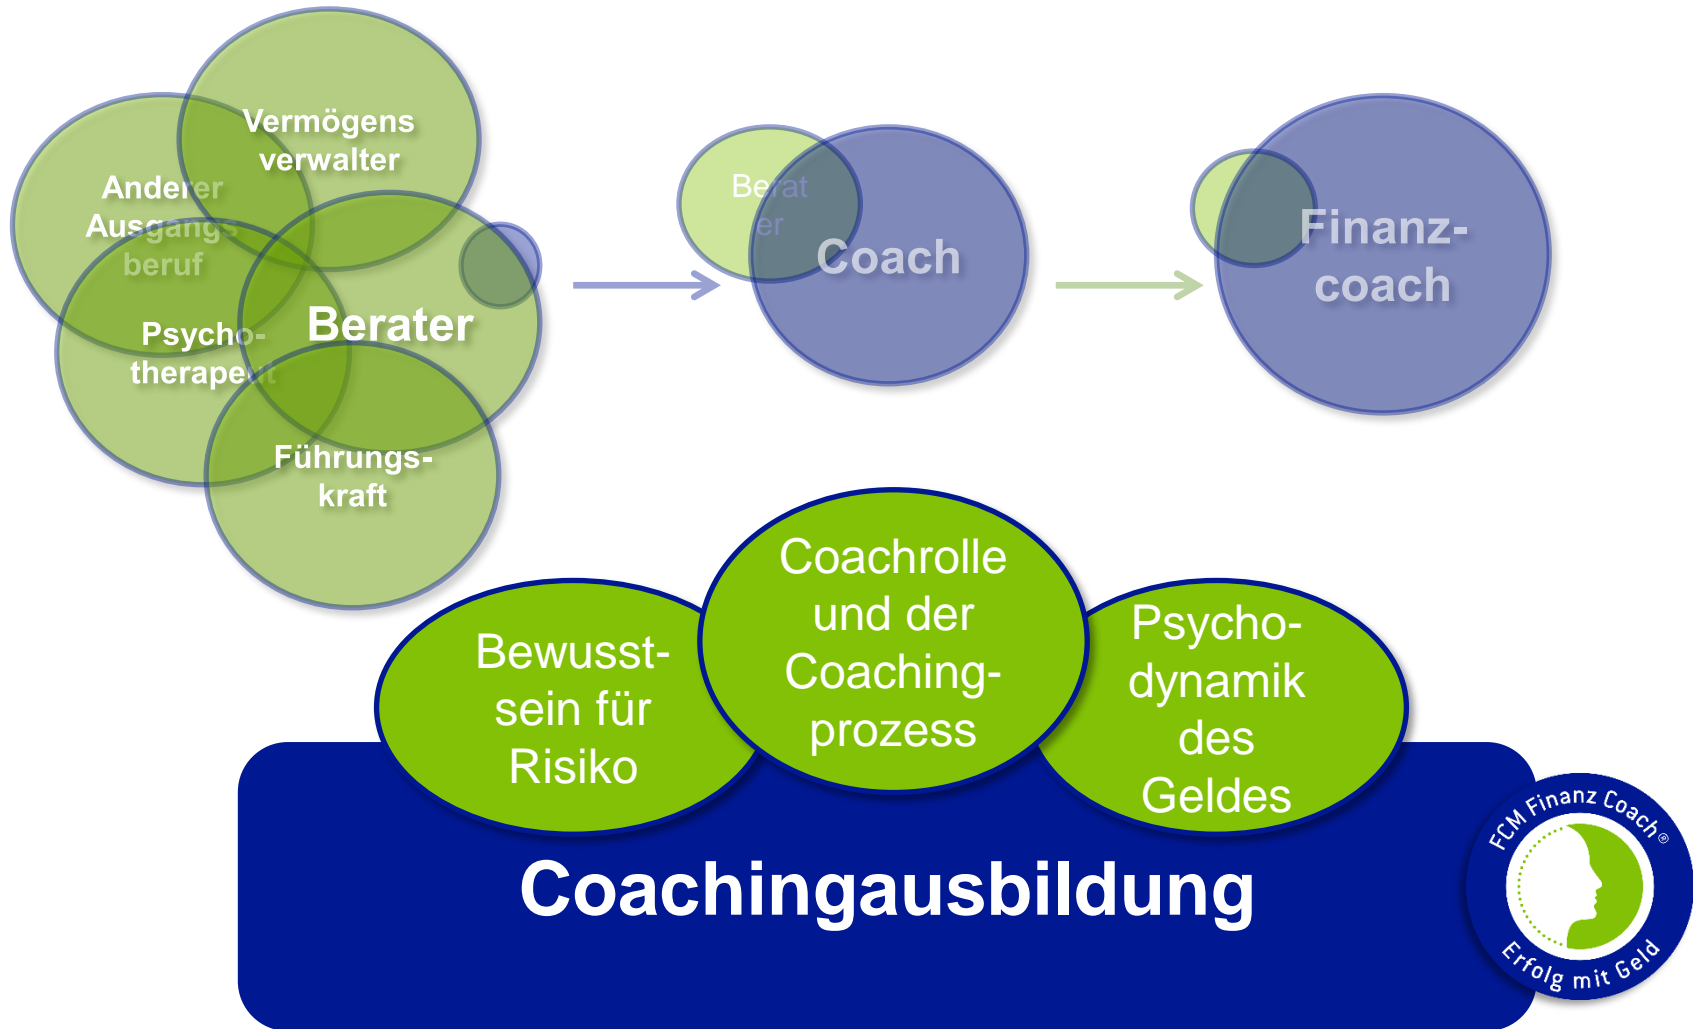 Vermögens
verwalter
Anderer
Ausgangs
beruf
Psycho-
therapeut
Berater
Führungs-
kraft
Berat
er
Coach
Finanz-
coach
Bewusst-
sein für
Risiko
Coachrolle
und der
Coaching-
prozess
Psycho-
dynamik
des
Geldes
Coachingausbildung
FCM Finanz Coach®
Erfolg mit Geld